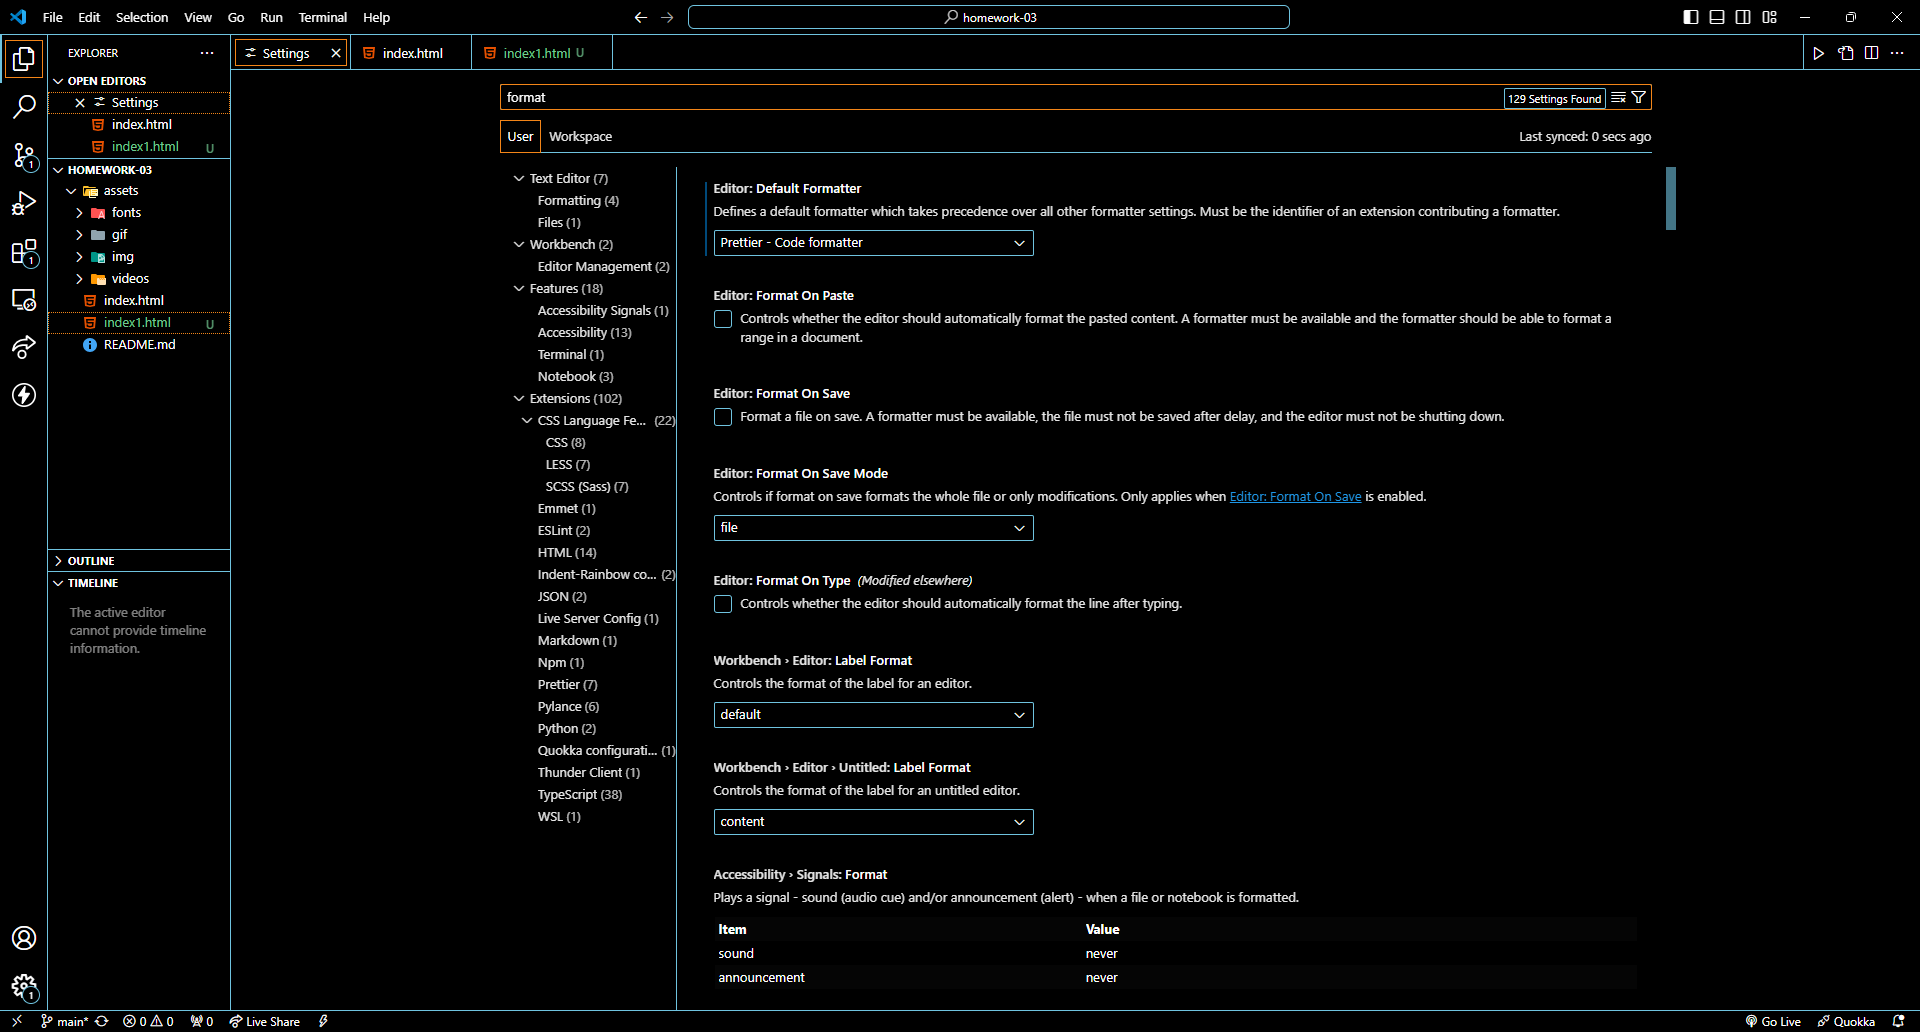 File Edit Selection View Go Run Terminal Help
homework-03
EXPLORER
OPEN EDITORS
Settings
index.html
index1.html U
HOMEWORK-03
assets
fonts
gif
img
videos
index.html
index1.html U
README.md
OUTLINE
TIMELINE
The active editor
cannot provide timeline
information.
1
1
1
Settings
index.html
index1.html U
format
129 Settings Found
User Workspace
Last synced: 0 secs ago
Text Editor (7)
Formatting (4)
Files (1)
Workbench (2)
Editor Management (2)
Features (18)
Accessibility Signals (1)
Accessibility (13)
Terminal (1)
Notebook (3)
Extensions (102)
CSS Language Fe... (22)
CSS (8)
LESS (7)
SCSS (Sass) (7)
Emmet (1)
ESLint (2)
HTML (14)
Indent-Rainbow co... (2)
JSON (2)
Live Server Config (1)
Markdown (1)
Npm (1)
Prettier (7)
Pylance (6)
Python (2)
Quokka configurati... (1)
Thunder Client (1)
TypeScript (38)
WSL (1)
Editor: Default Formatter
Defines a default formatter which takes precedence over all other formatter settings. Must be the identifier of an extension contributing a formatter.
Prettier - Code formatter
Editor: Format On Paste
Controls whether the editor should automatically format the pasted content. A formatter must be available and the formatter should be able to format a
range in a document.
Editor: Format On Save
Format a file on save. A formatter must be available, the file must not be saved after delay, and the editor must not be shutting down.
Editor: Format On Save Mode
Controls if format on save formats the whole file or only modifications. Only applies when Editor: Format On Save is enabled.
file
Editor: Format On Type (Modified elsewhere)
Controls whether the editor should automatically format the line after typing.
Workbench › Editor: Label Format
Controls the format of the label for an editor.
default
Workbench › Editor › Untitled: Label Format
Controls the format of the label for an untitled editor.
content
Accessibility › Signals: Format
Plays a signal - sound (audio cue) and/or announcement (alert) - when a file or notebook is formatted.
Item Value
sound never
announcement never
main* 0 0 0 Live Share
Go Live Quokka